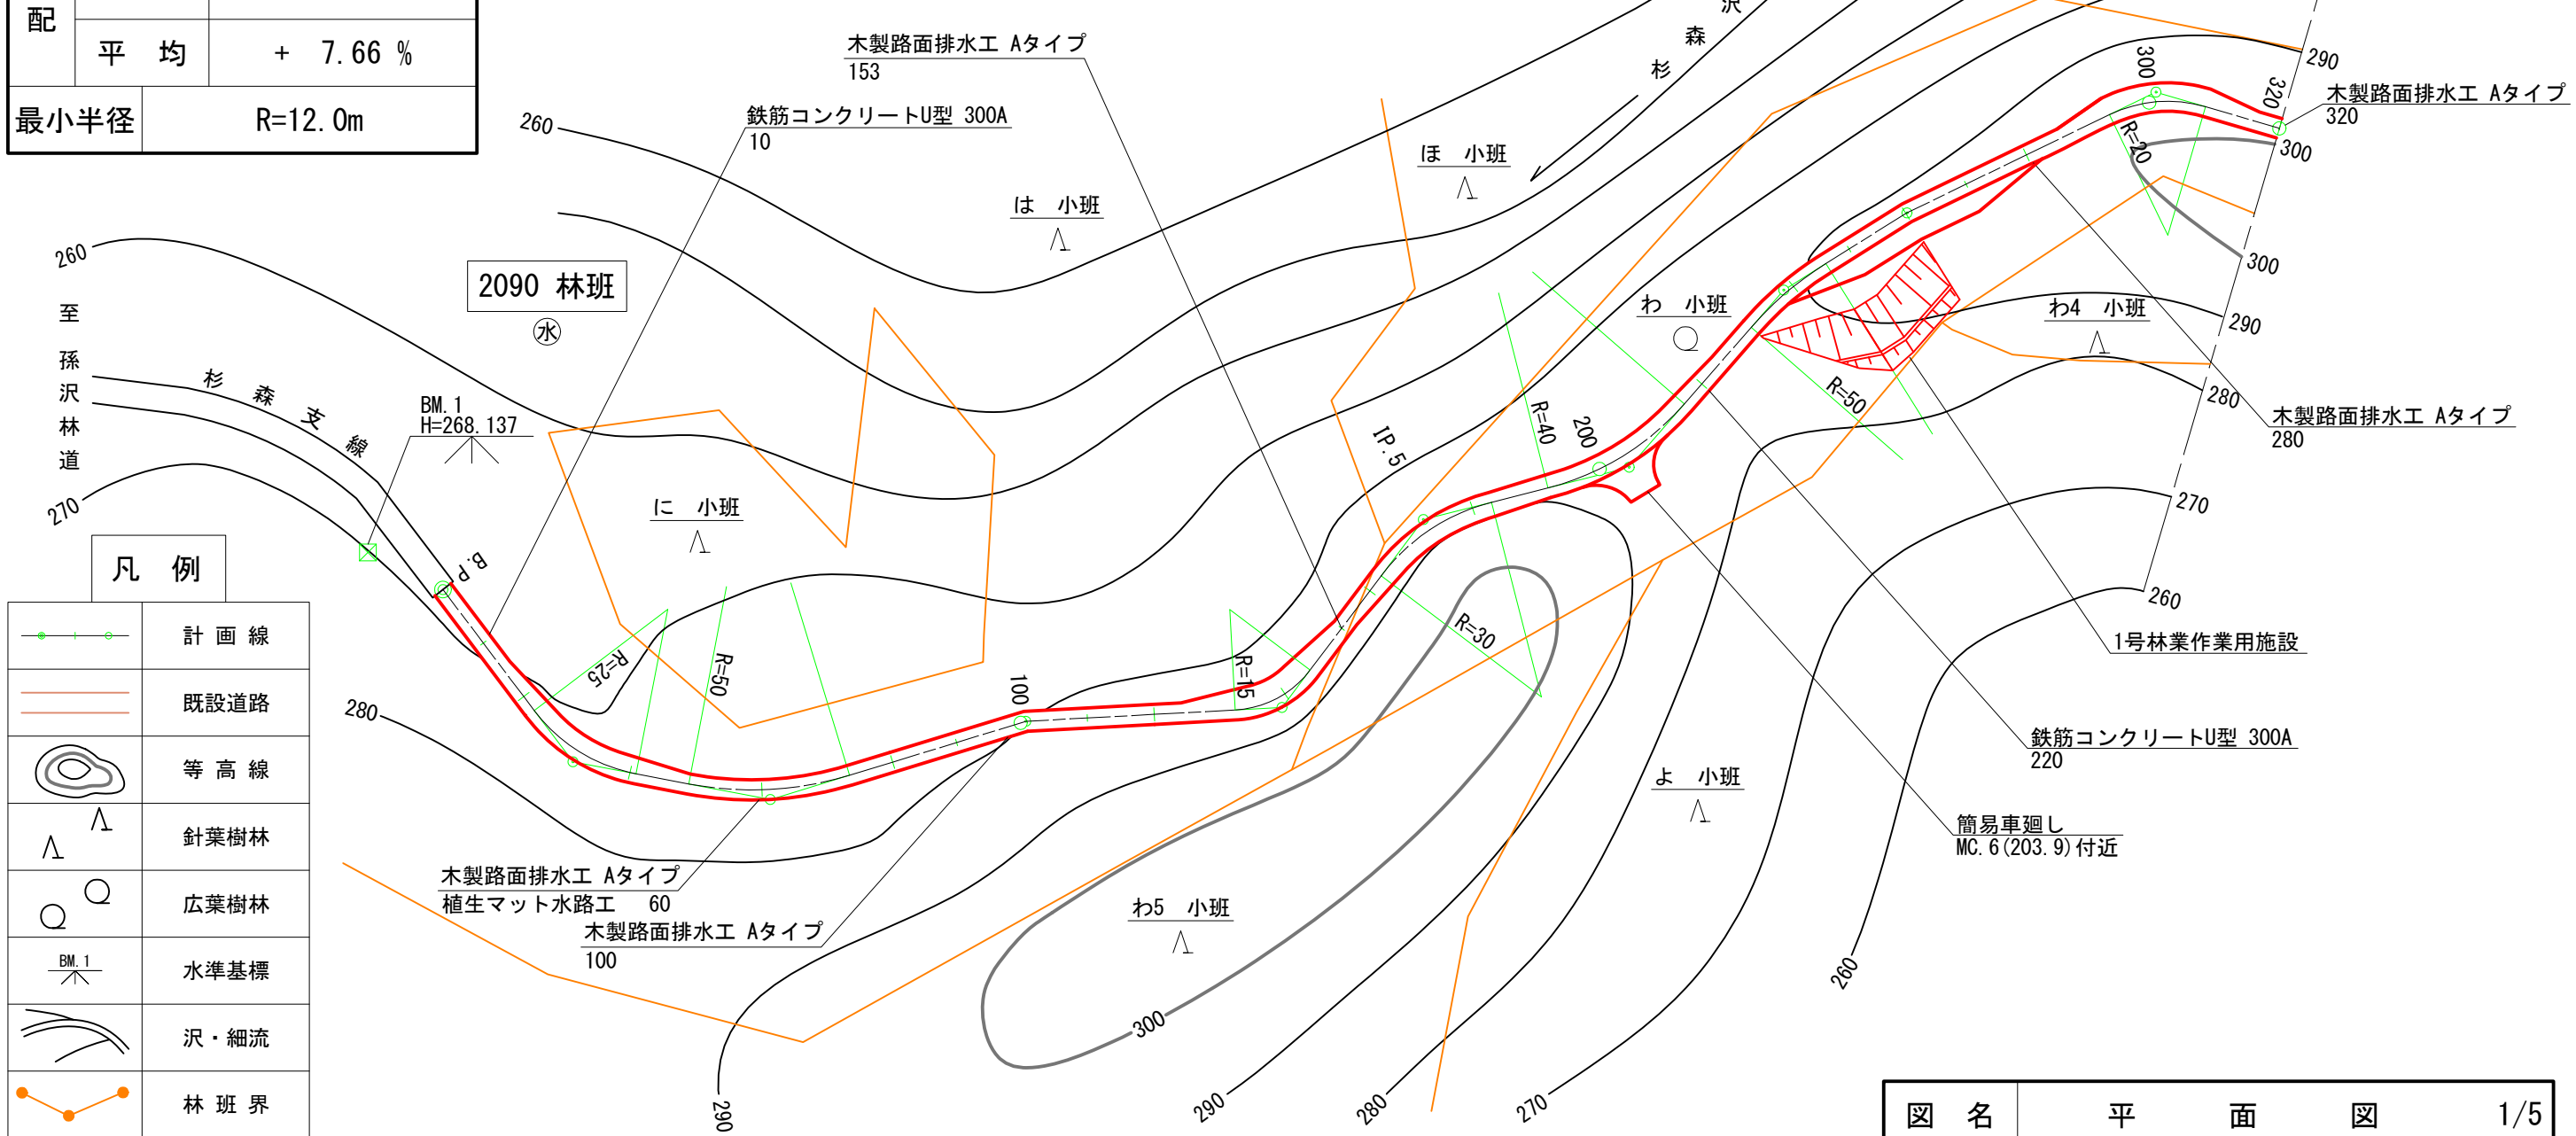 配
平 均
+ 7.66 %
最小半径
R=12.0m
木製路面排水工 Aタイプ
153
鉄筋コンクリートU型 300A
10
260
は 小班
ほ 小班
沢
森
杉
290
300
320
木製路面排水工 Aタイプ
320
R=20
300
300
260
2090 林班
水
至孫沢林道
杉森支線
BM.1
H=268.137
270
B.P
に 小班
わ 小班
わ4 小班
290
280
R=50
木製路面排水工 Aタイプ
280
R=40
200
IP.5
270
260
1号林業作業用施設
R=30
R=15
R=25
R=50
100
280
鉄筋コンクリートU型 300A
220
よ 小班
簡易車廻し
MC.6(203.9)付近
木製路面排水工 Aタイプ
植生マット水路工 60
木製路面排水工 Aタイプ
100
わ5 小班
300
260
290
290
280
270
凡 例
計 画 線
既設道路
等 高 線
針葉樹林
広葉樹林
BM.1
水準基標
沢・細流
林 班 界
図 名
平 面 図
1/5